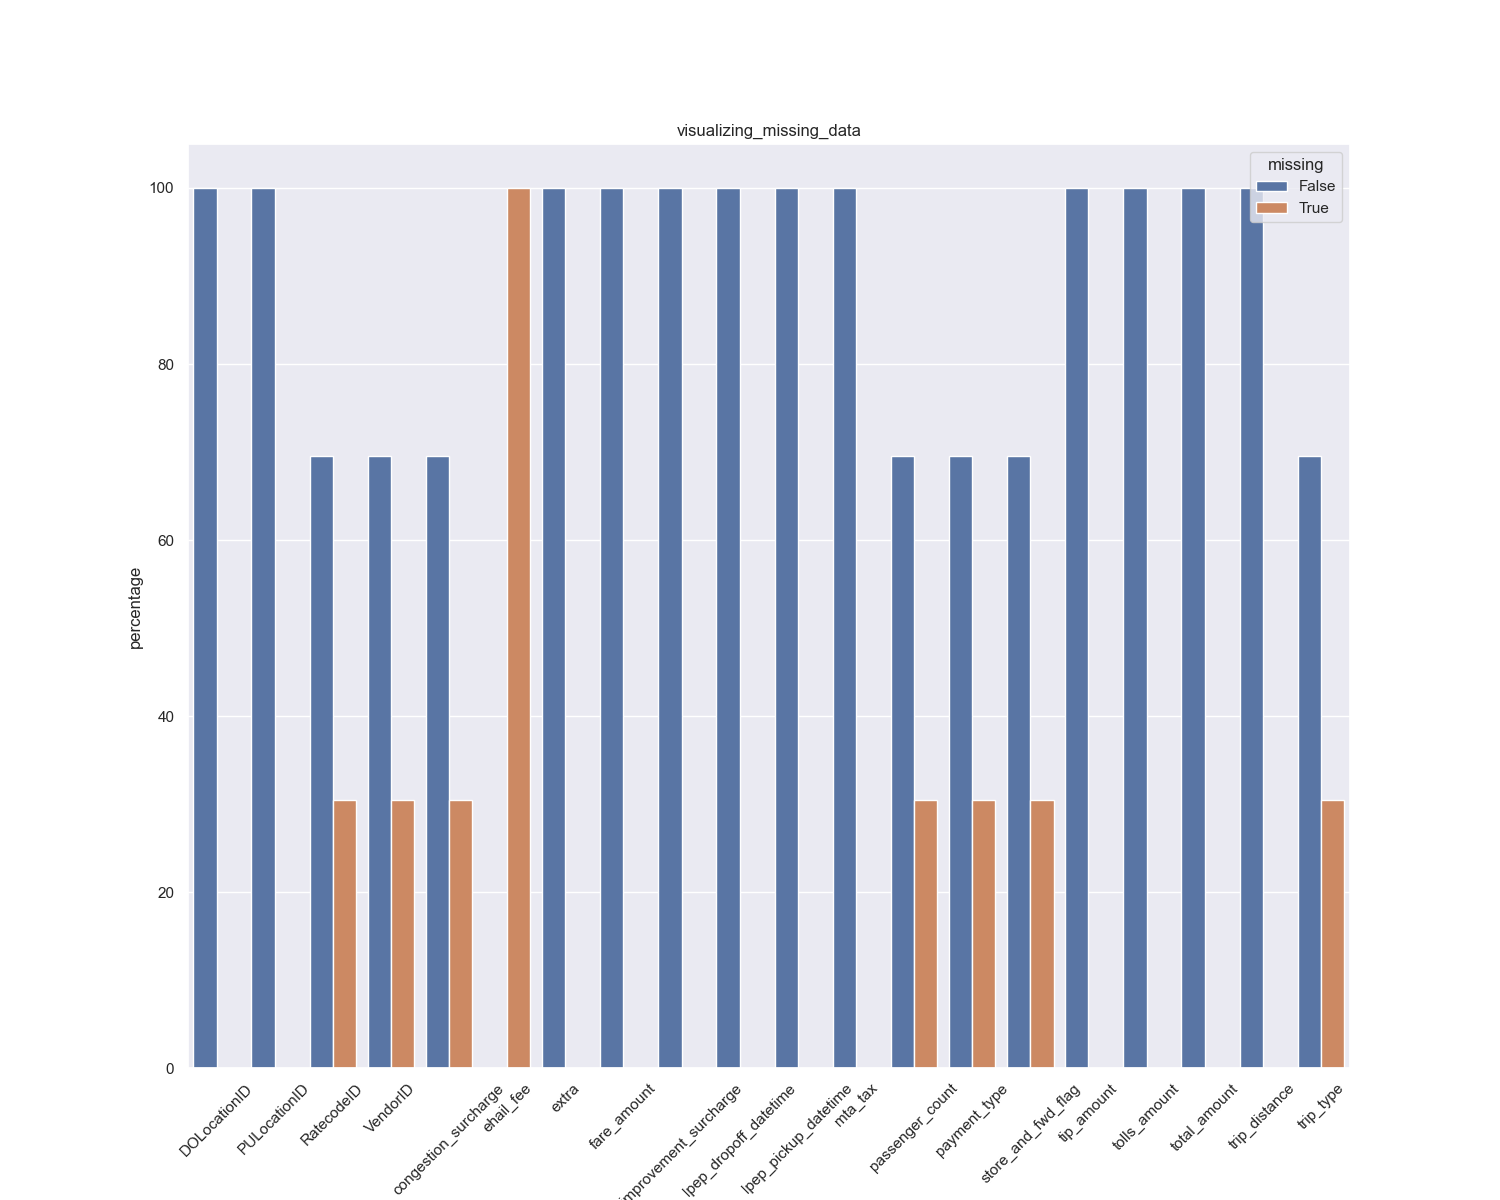 visualizing_missing_data
missing
False
True
percentage
100
80
60
40
20
0
DOLocationID
PULocationID
RatecodeID
VendorID
congestion_surcharge
ehail_fee
extra
fare_amount
improvement_surcharge
lpep_dropoff_datetime
lpep_pickup_datetime
mta_tax
passenger_count
payment_type
store_and_fwd_flag
tip_amount
tolls_amount
total_amount
trip_distance
trip_type